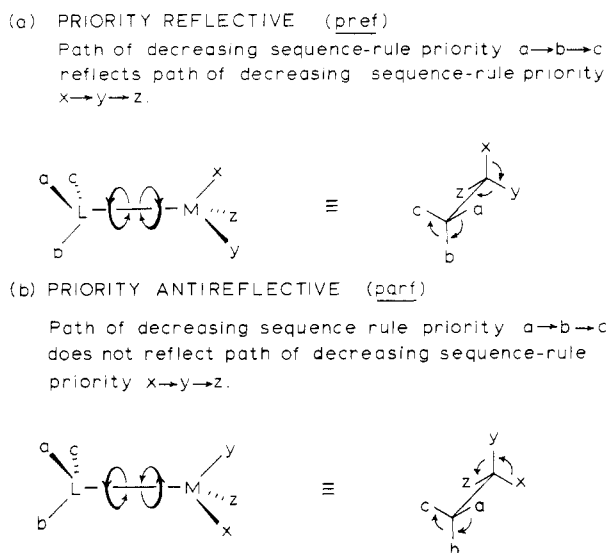 (a) PRIORITY REFLECTIVE (pref)
Path of decreasing sequence-rule priority a→b→c
reflects path of decreasing sequence-rule priority
x→y→z.
a c L b M x z y ≡ x z y c a b
(b) PRIORITY ANTIREFLECTIVE (parf)
Path of decreasing sequence rule priority a→b→c
does not reflect path of decreasing sequence-rule
priority x→y→z.
a c L b M y z x ≡ y z x c a b